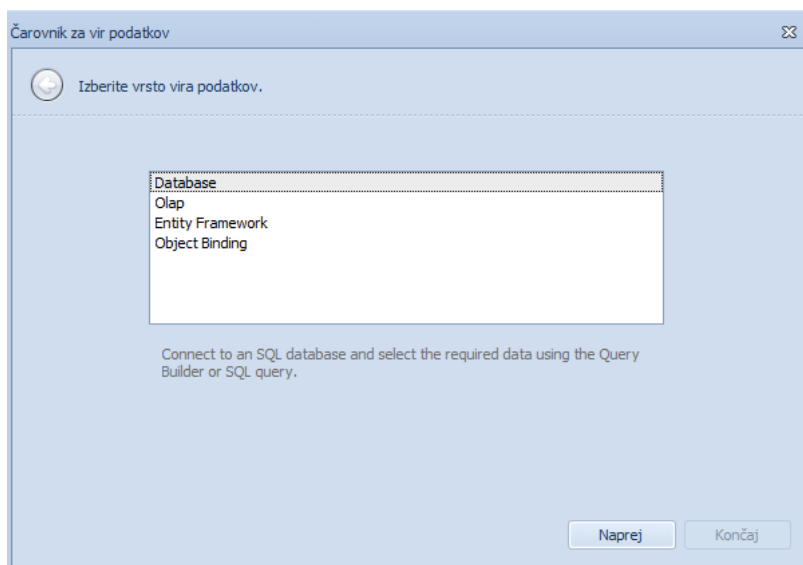 Čarovnik za vir podatkov
Izberite vrsto vira podatkov.
Database
Olap
Entity Framework
Object Binding
Connect to an SQL database and select the required data using the Query
Builder or SQL query.
Naprej
Končaj